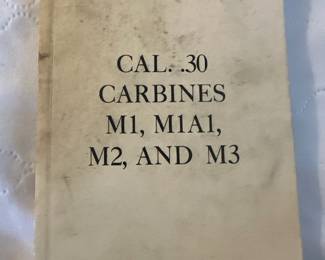 CAL. .30
CARBINES
M1, M1A1,
M2, AND M3